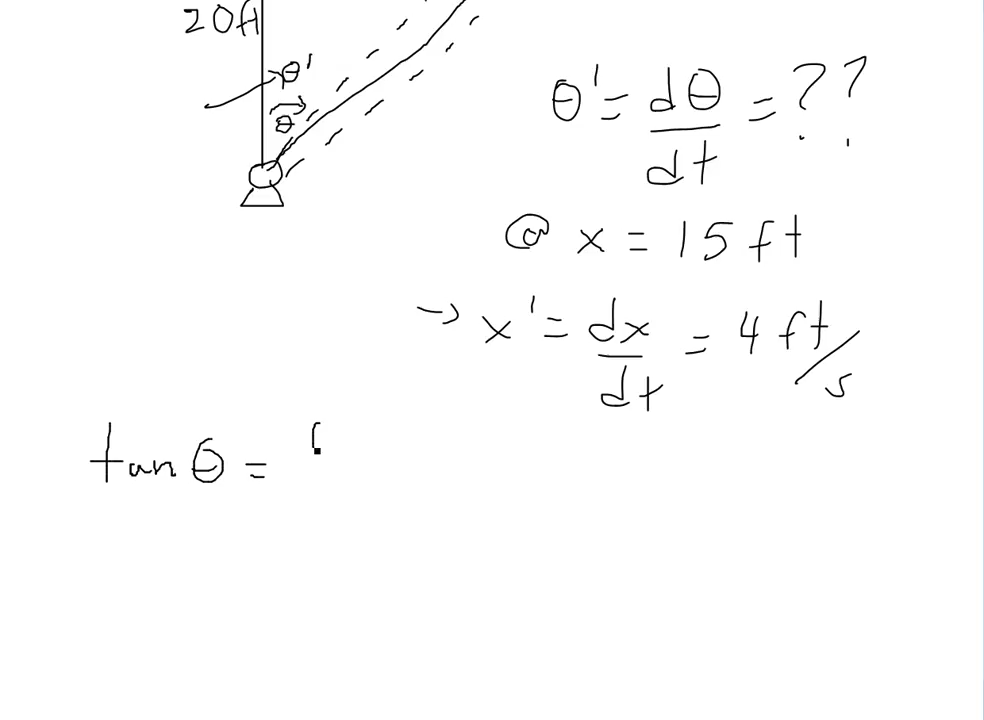 20ft
θ'
θ
θ' = dθ/dt = ??
@ x = 15 ft
→ x' = dx/dt = 4 ft/s
tan θ =